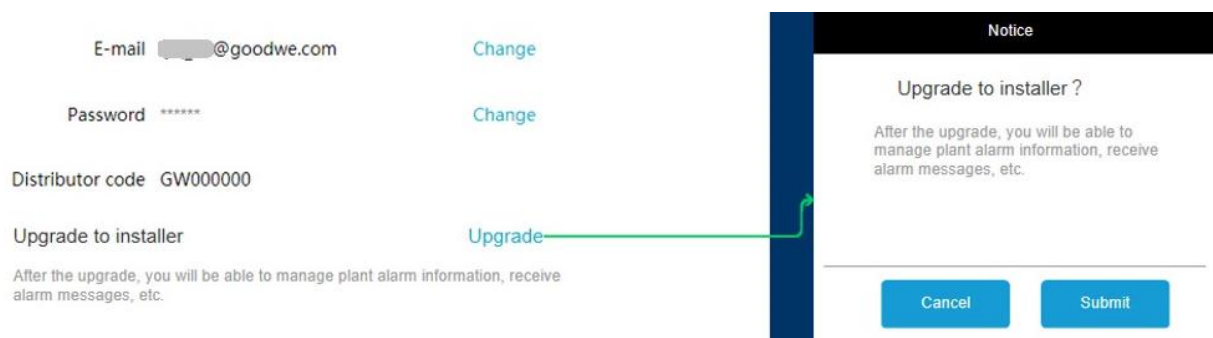 E-mail @goodwe.com Change
Password ****** Change
Distributor code GW000000
Upgrade to installer Upgrade
After the upgrade, you will be able to manage plant alarm information, receive
alarm messages, etc.
Notice
Upgrade to installer？
After the upgrade, you will be able to
manage plant alarm information, receive
alarm messages, etc.
Cancel Submit